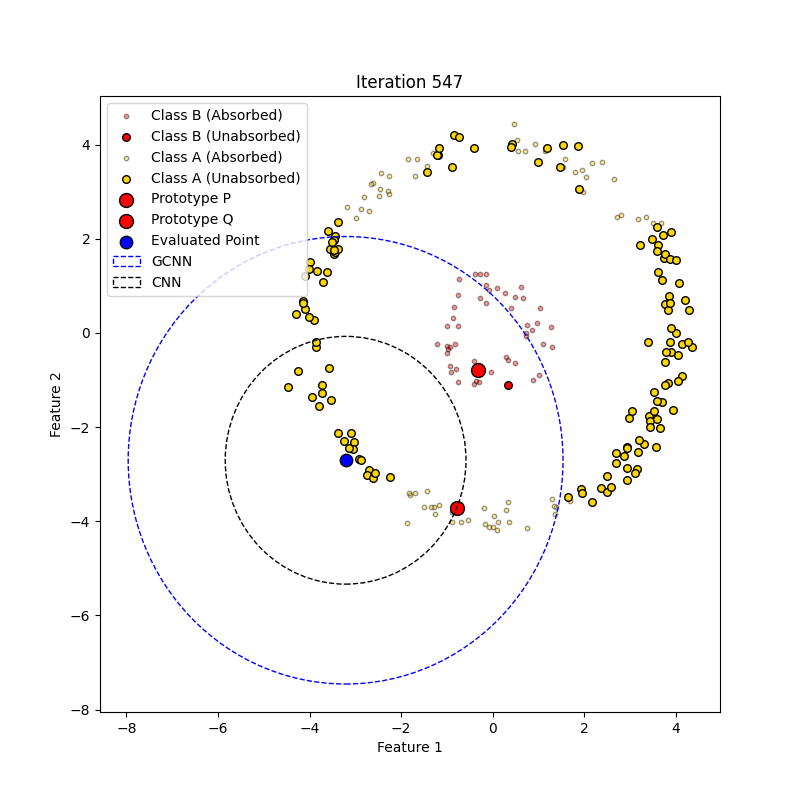 Iteration 547
Class B (Absorbed)
Class B (Unabsorbed)
Class A (Absorbed)
Class A (Unabsorbed)
Prototype P
Prototype Q
Evaluated Point
GCNN
CNN
4
2
0
−2
−4
−6
−8
Feature 2
−8 −6 −4 −2 0 2 4
Feature 1